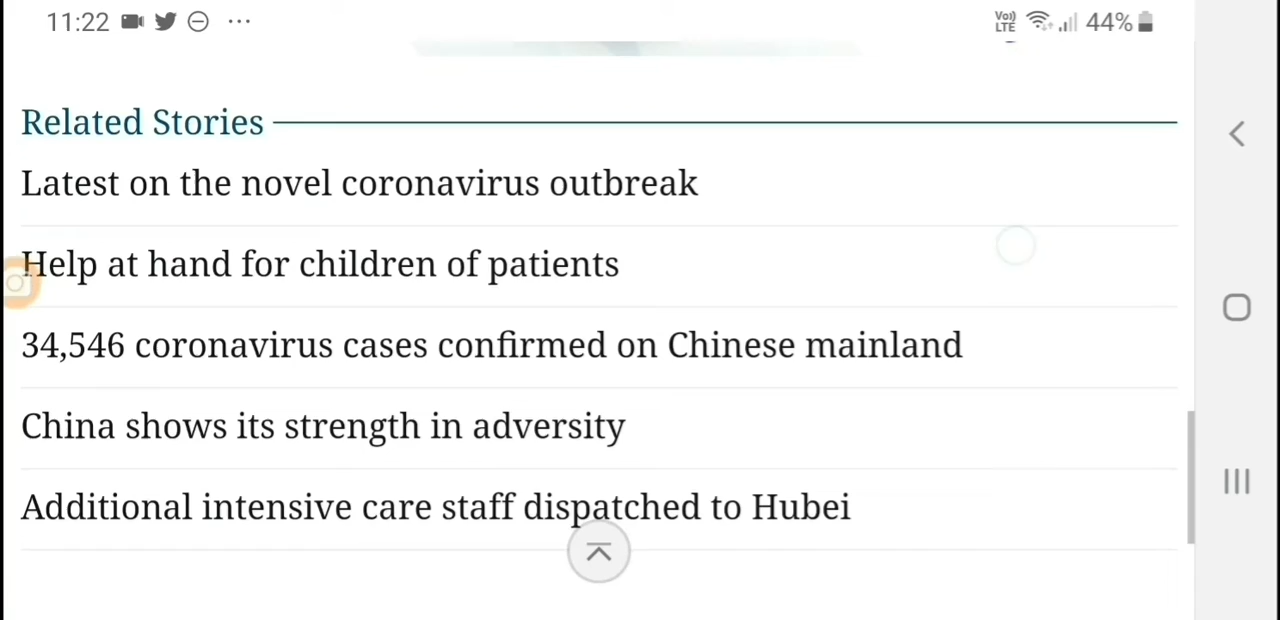 11:22 ... Vo)) LTE 44%
Related Stories
Latest on the novel coronavirus outbreak
Help at hand for children of patients
34,546 coronavirus cases confirmed on Chinese mainland
China shows its strength in adversity
Additional intensive care staff dispatched to Hubei